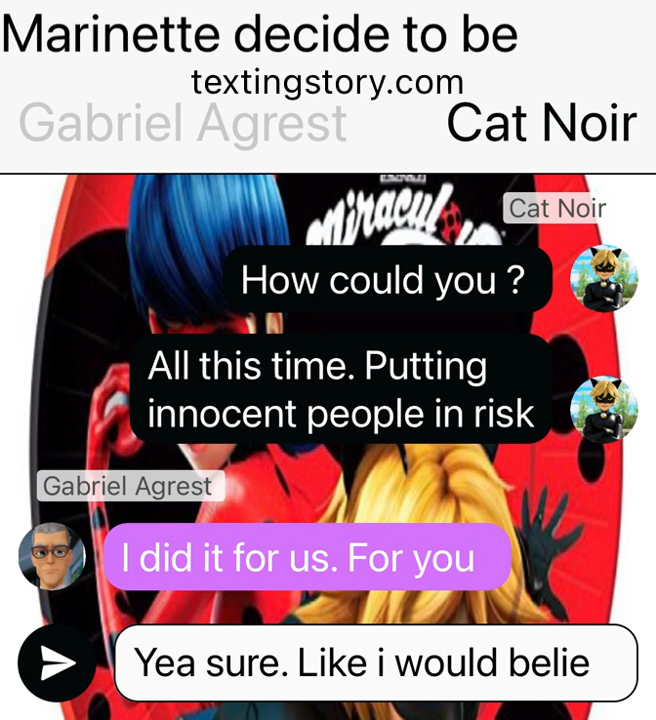 Marinette decide to be
textingstory.com
Gabriel Agrest
Cat Noir
miracul
Cat Noir
How could you ?
All this time. Putting
innocent people in risk
Gabriel Agrest
I did it for us. For you
Yea sure. Like i would belie